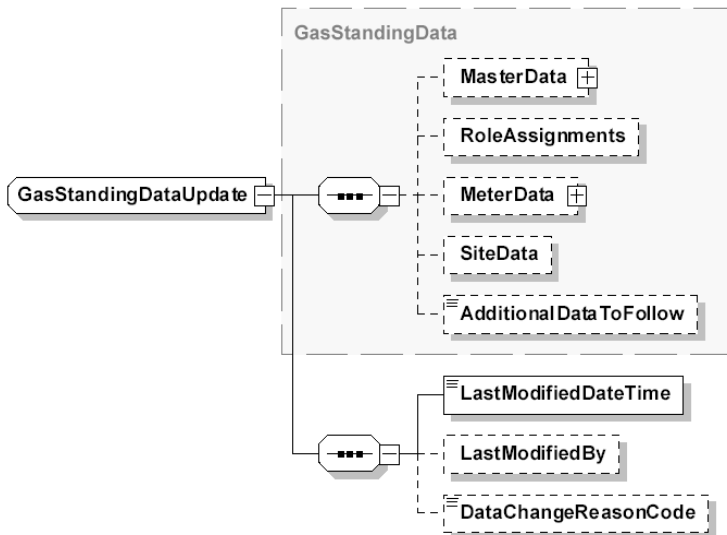 GasStandingData
MasterData
RoleAssignments
GasStandingDataUpdate
MeterData
SiteData
AdditionalDataToFollow
LastModifiedDateTime
LastModifiedBy
DataChangeReasonCode